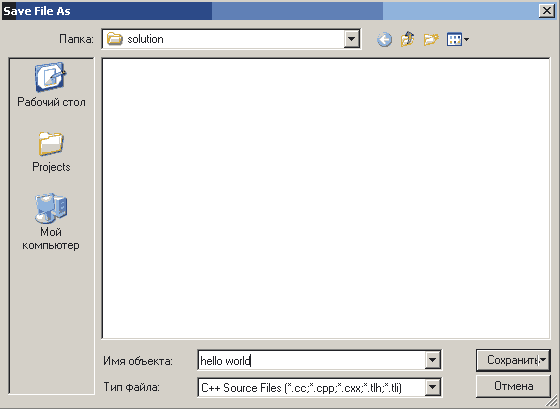 Save File As
Папка:
solution
Рабочий стол
Projects
Мой
компьютер
Имя объекта:
hello world
Сохранить
Тип файла:
C++ Source Files (*.cc;*.cpp;*.cxx;*.tlh;*.tli)
Отмена